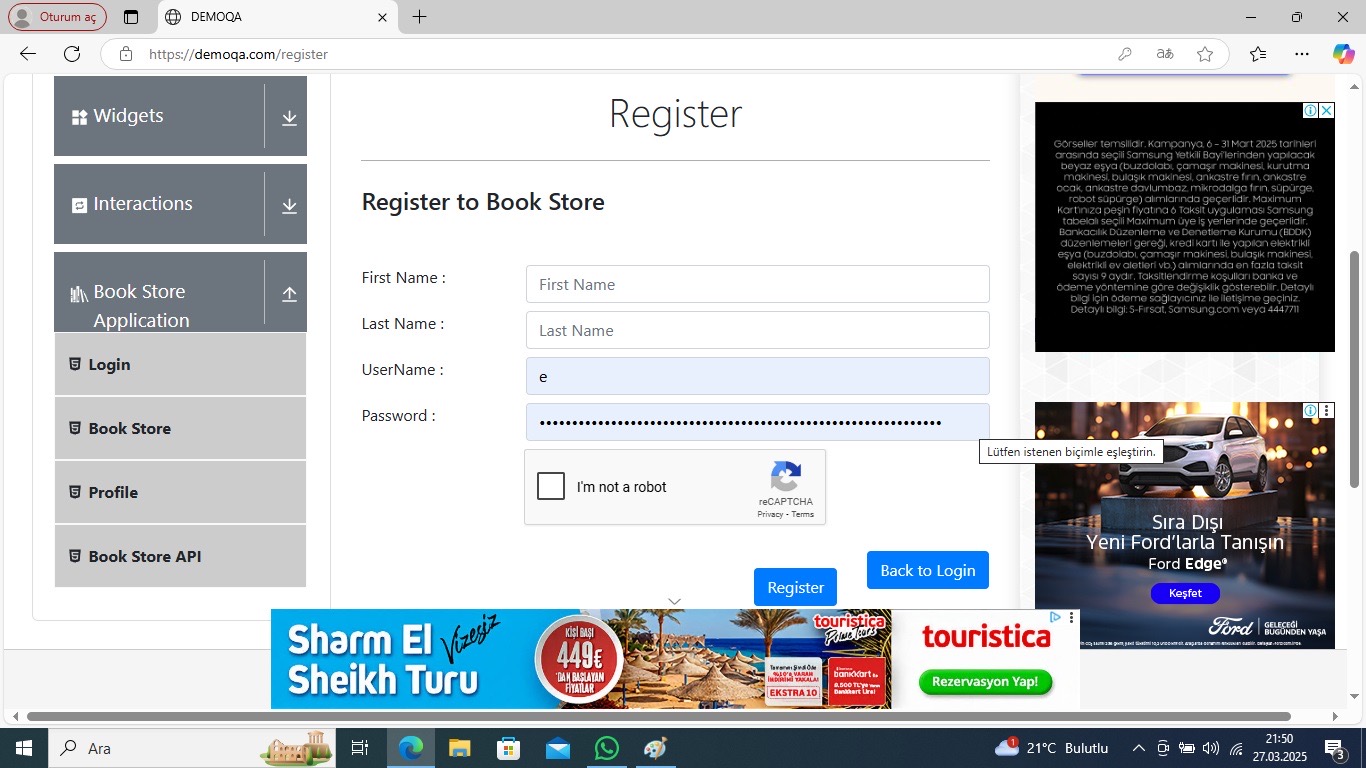 Oturum aç
DEMOQA
https://demoqa.com/register
aあ
Widgets
Interactions
Book Store
Application
Login
Book Store
Profile
Book Store API
Register
Register to Book Store
First Name :
First Name
Last Name :
Last Name
UserName :
e
Password :
••••••••••••••••••••••••••••••••••••••••••••••••••••••••••••••
Lütfen istenen biçimle eşleştirin.
I'm not a robot
reCAPTCHA
Privacy - Terms
Register
Back to Login
Görseller temsilidir. Kampanya, 6 – 31 Mart 2025 tarihleri
arasında seçili Samsung Yetkili Bayi'lerinden yapılacak
beyaz eşya (buzdolabı, çamaşır makinesi, kurutma
makinesi, bulaşık makinesi, ankastre fırın, ankastre
ocak, ankastre davlumbaz, mikrodalga fırın, süpürge,
robot süpürge) alımlarında geçerlidir. Maximum
Kart'ınıza peşin fiyatına 6 Taksit uygulaması Samsung
tabelalı seçili Maximum üye iş yerlerinde geçerlidir.
Bankacılık Düzenleme ve Denetleme Kurumu (BDDK)
düzenlemeleri gereği, kredi kartı ile yapılan elektrikli
eşya (buzdolabı, çamaşır makinesi, bulaşık makinesi,
elektrikli ev aletleri vb.) alımlarında en fazla taksit
sayısı 9 aydır. Taksitlendirme koşulları banka ve
ödeme yöntemine göre değişiklik gösterebilir. Detaylı
bilgi için ödeme sağlayıcınız ile iletişime geçiniz.
Detaylı bilgi: S-Fırsat, Samsung.com veya 4447711
Sıra Dışı
Yeni Ford'larla Tanışın
Ford Edge®
Keşfet
Ford
GELECEĞİ
BUGÜNDEN YAŞA
Sharm El
Vizesiz
Sheikh Turu
KİŞİ BAŞI
449€
'DAN BAŞLAYAN
FİYATLAR
touristica
Prime Tours
EKSTRA10
bankkart
touristica
Rezervasyon Yap!
Ara
1
21°C Bulutlu
21:50
27.03.2025
3